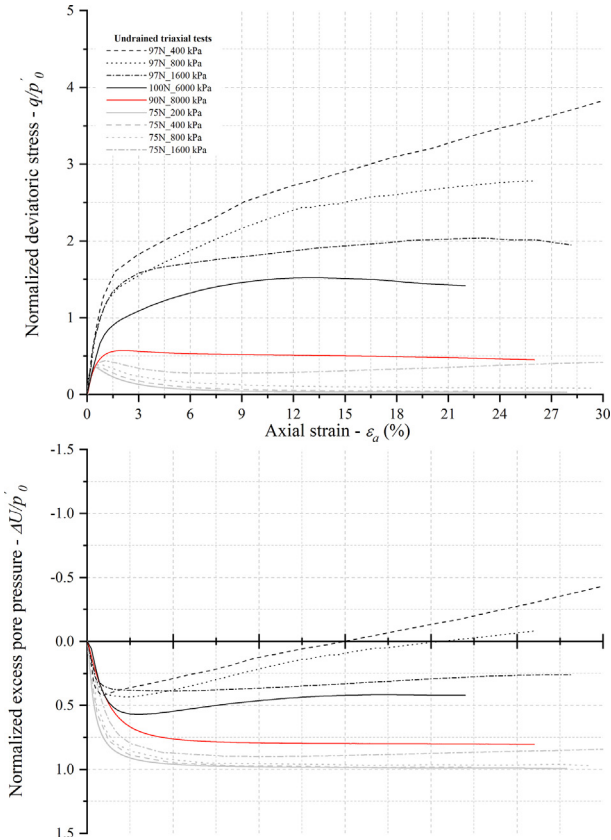 Undrained triaxial tests
97N_400 kPa
97N_800 kPa
97N_1600 kPa
100N_6000 kPa
90N_8000 kPa
75N_200 kPa
75N_400 kPa
75N_800 kPa
75N_1600 kPa
Normalized deviatoric stress - q/p'0
5
4
3
2
1
0
0 3 6 9 12 15 18 21 24 27 30
Axial strain - εa (%)
Normalized excess pore pressure - ΔU/p'0
-1.5
-1.0
-0.5
0.0
0.5
1.0
1.5